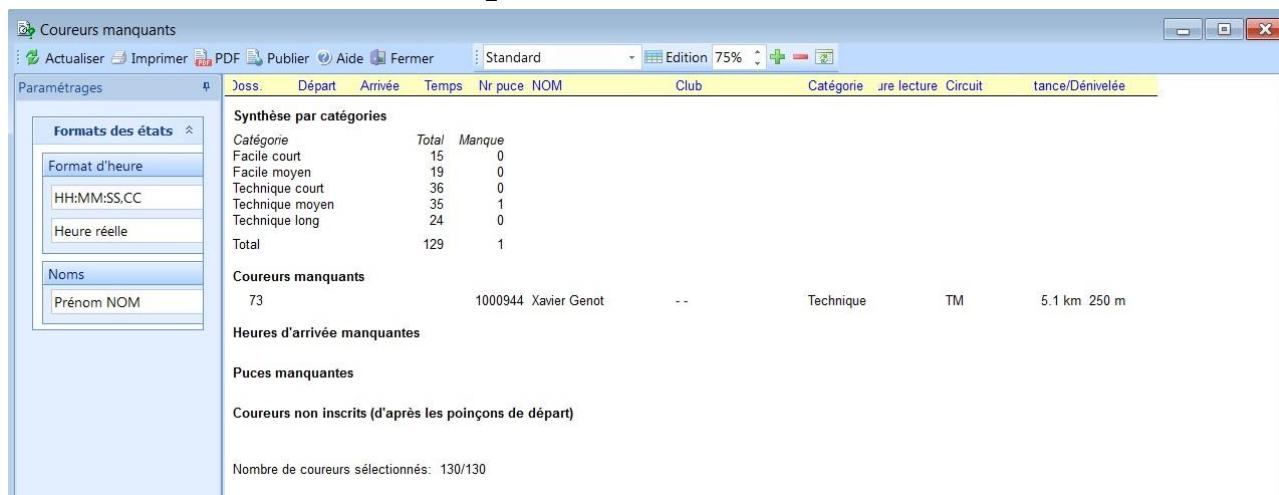 Coureurs manquants
Actualiser Imprimer PDF Publier Aide Fermer Standard Edition 75%
Paramétrages
Formats des états
Format d'heure
HH:MM:SS,CC
Heure réelle
Noms
Prénom NOM
Doss. Départ Arrivée Temps Nr puce NOM Club Catégorie ure lecture Circuit tance/Dénivelée
Synthèse par catégories
Catégorie Total Manque
Facile court 15 0
Facile moyen 19 0
Technique court 36 0
Technique moyen 35 1
Technique long 24 0
Total 129 1
Coureurs manquants
73 1000944 Xavier Genot - - Technique TM 5.1 km 250 m
Heures d'arrivée manquantes
Puces manquantes
Coureurs non inscrits (d'après les poinçons de départ)
Nombre de coureurs sélectionnés: 130/130